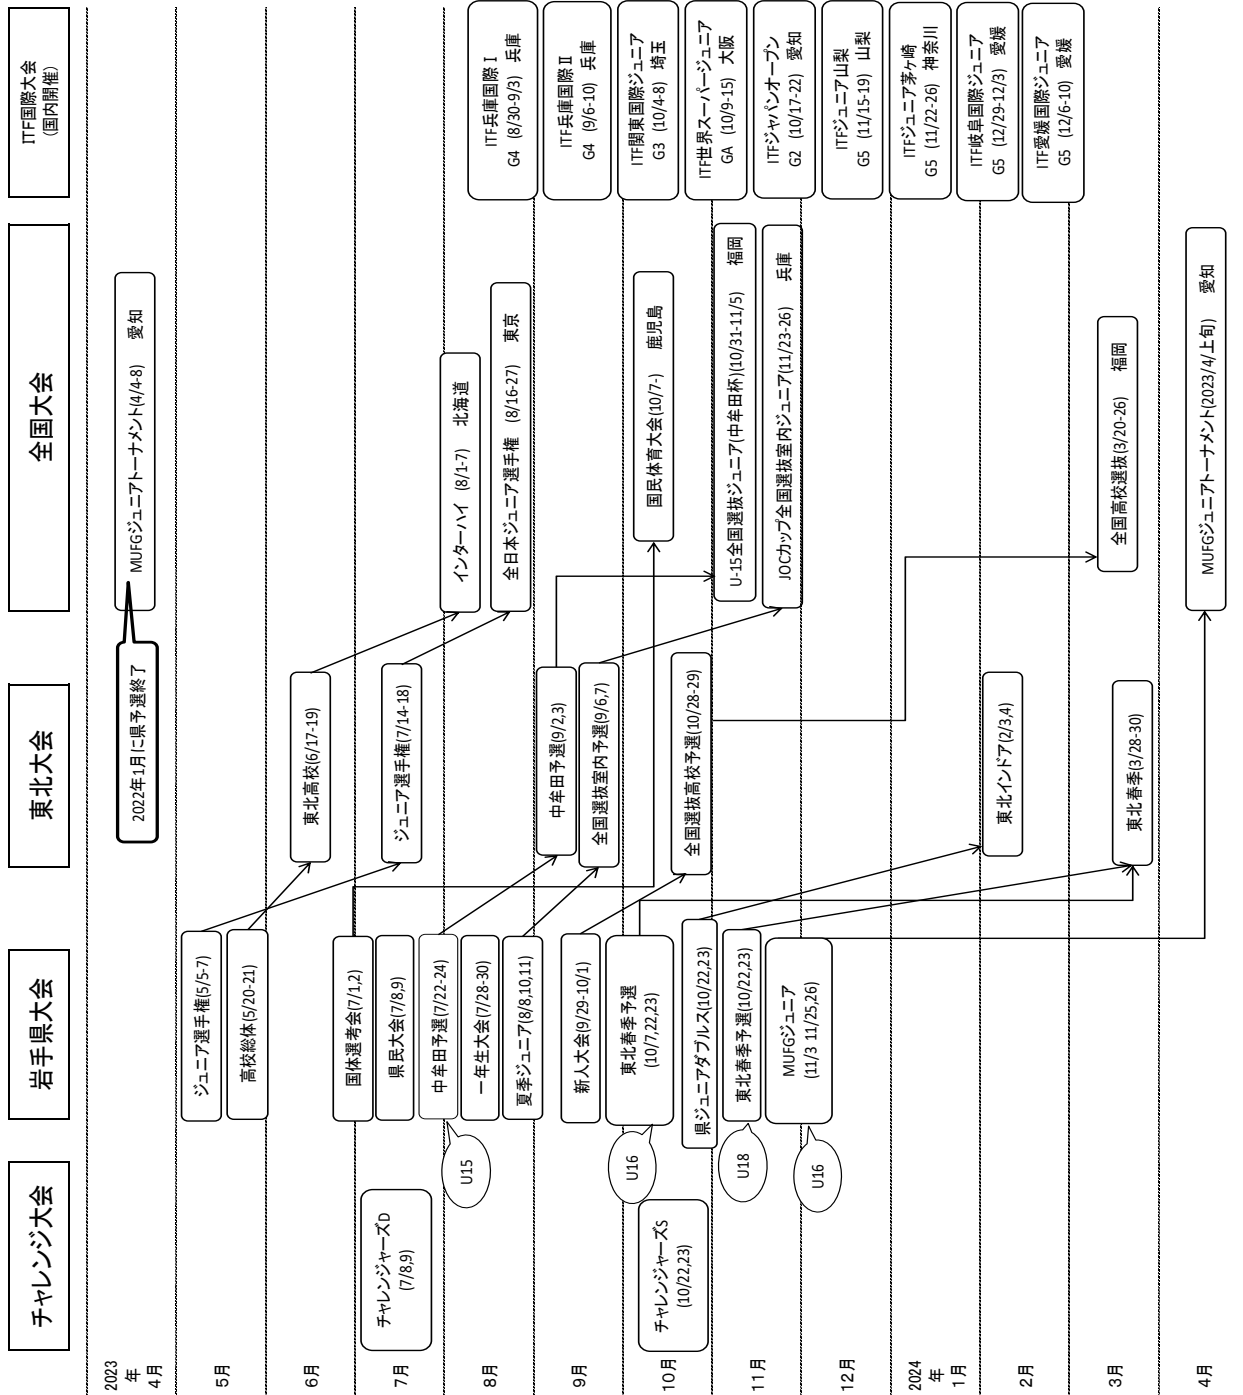 チャレンジ大会
岩手県大会
東北大会
全国大会
ITF国際大会
(国内開催)
2023
年
4月
2022年1月に県予選終了
MUFGジュニアトーナメント(4/4-8) 愛知
5月
ジュニア選手権(5/5-7)
高校総体(5/20-21)
6月
東北高校(6/17-19)
7月
チャレンジャーズD
(7/8,9)
国体選考会(7/1,2)
県民大会(7/8,9)
中牟田予選(7/22-24)
ジュニア選手権(7/14-18)
8月
U15
一年生大会(7/28-30)
夏季ジュニア(8/8,10,11)
インターハイ (8/1-7) 北海道
全日本ジュニア選手権 (8/16-27) 東京
ITF兵庫国際Ⅰ
G4 (8/30-9/3) 兵庫
9月
新人大会(9/29-10/1)
中牟田予選(9/2,3)
全国選抜室内予選(9/6,7)
ITF兵庫国際Ⅱ
G4 (9/6-10) 兵庫
10月
チャレンジャーズS
(10/22,23)
U16
東北春季予選
(10/7,22,23)
県ジュニアダブルス(10/22,23)
全国選抜高校予選(10/28-29)
国民体育大会(10/7-) 鹿児島
ITF関東国際ジュニア
G3 (10/4-8) 埼玉
ITF世界スーパージュニア
GA (10/9-15) 大阪
11月
U18
東北春季予選(10/22,23)
MUFGジュニア
(11/3 11/25,26)
U-15全国選抜ジュニア(中牟田杯)(10/31-11/5) 福岡
JOCカップ全国選抜室内ジュニア(11/23-26) 兵庫
ITFジャパンオープン
G2 (10/17-22) 愛知
12月
U16
ITFジュニア山梨
G5 (11/15-19) 山梨
2024
年
1月
ITFジュニア茅ヶ崎
G5 (11/22-26) 神奈川
2月
東北インドア(2/3,4)
ITF岐阜国際ジュニア
G5 (12/29-12/3) 愛媛
ITF愛媛国際ジュニア
G5 (12/6-10) 愛媛
3月
東北春季(3/28-30)
全国高校選抜(3/20-26) 福岡
4月
MUFGジュニアトーナメント(2023/4/上旬) 愛知